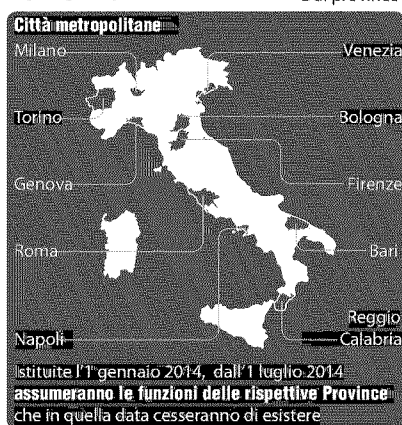 Città metropolitane
Milano
Venezia
Torino
Bologna
Genova
Firenze
Roma
Bari
Napoli
Reggio
Calabria
Istituite l'1 gennaio 2014, dall'1 luglio 2014
assumeranno le funzioni delle rispettive Province
che in quella data cesseranno di esistere